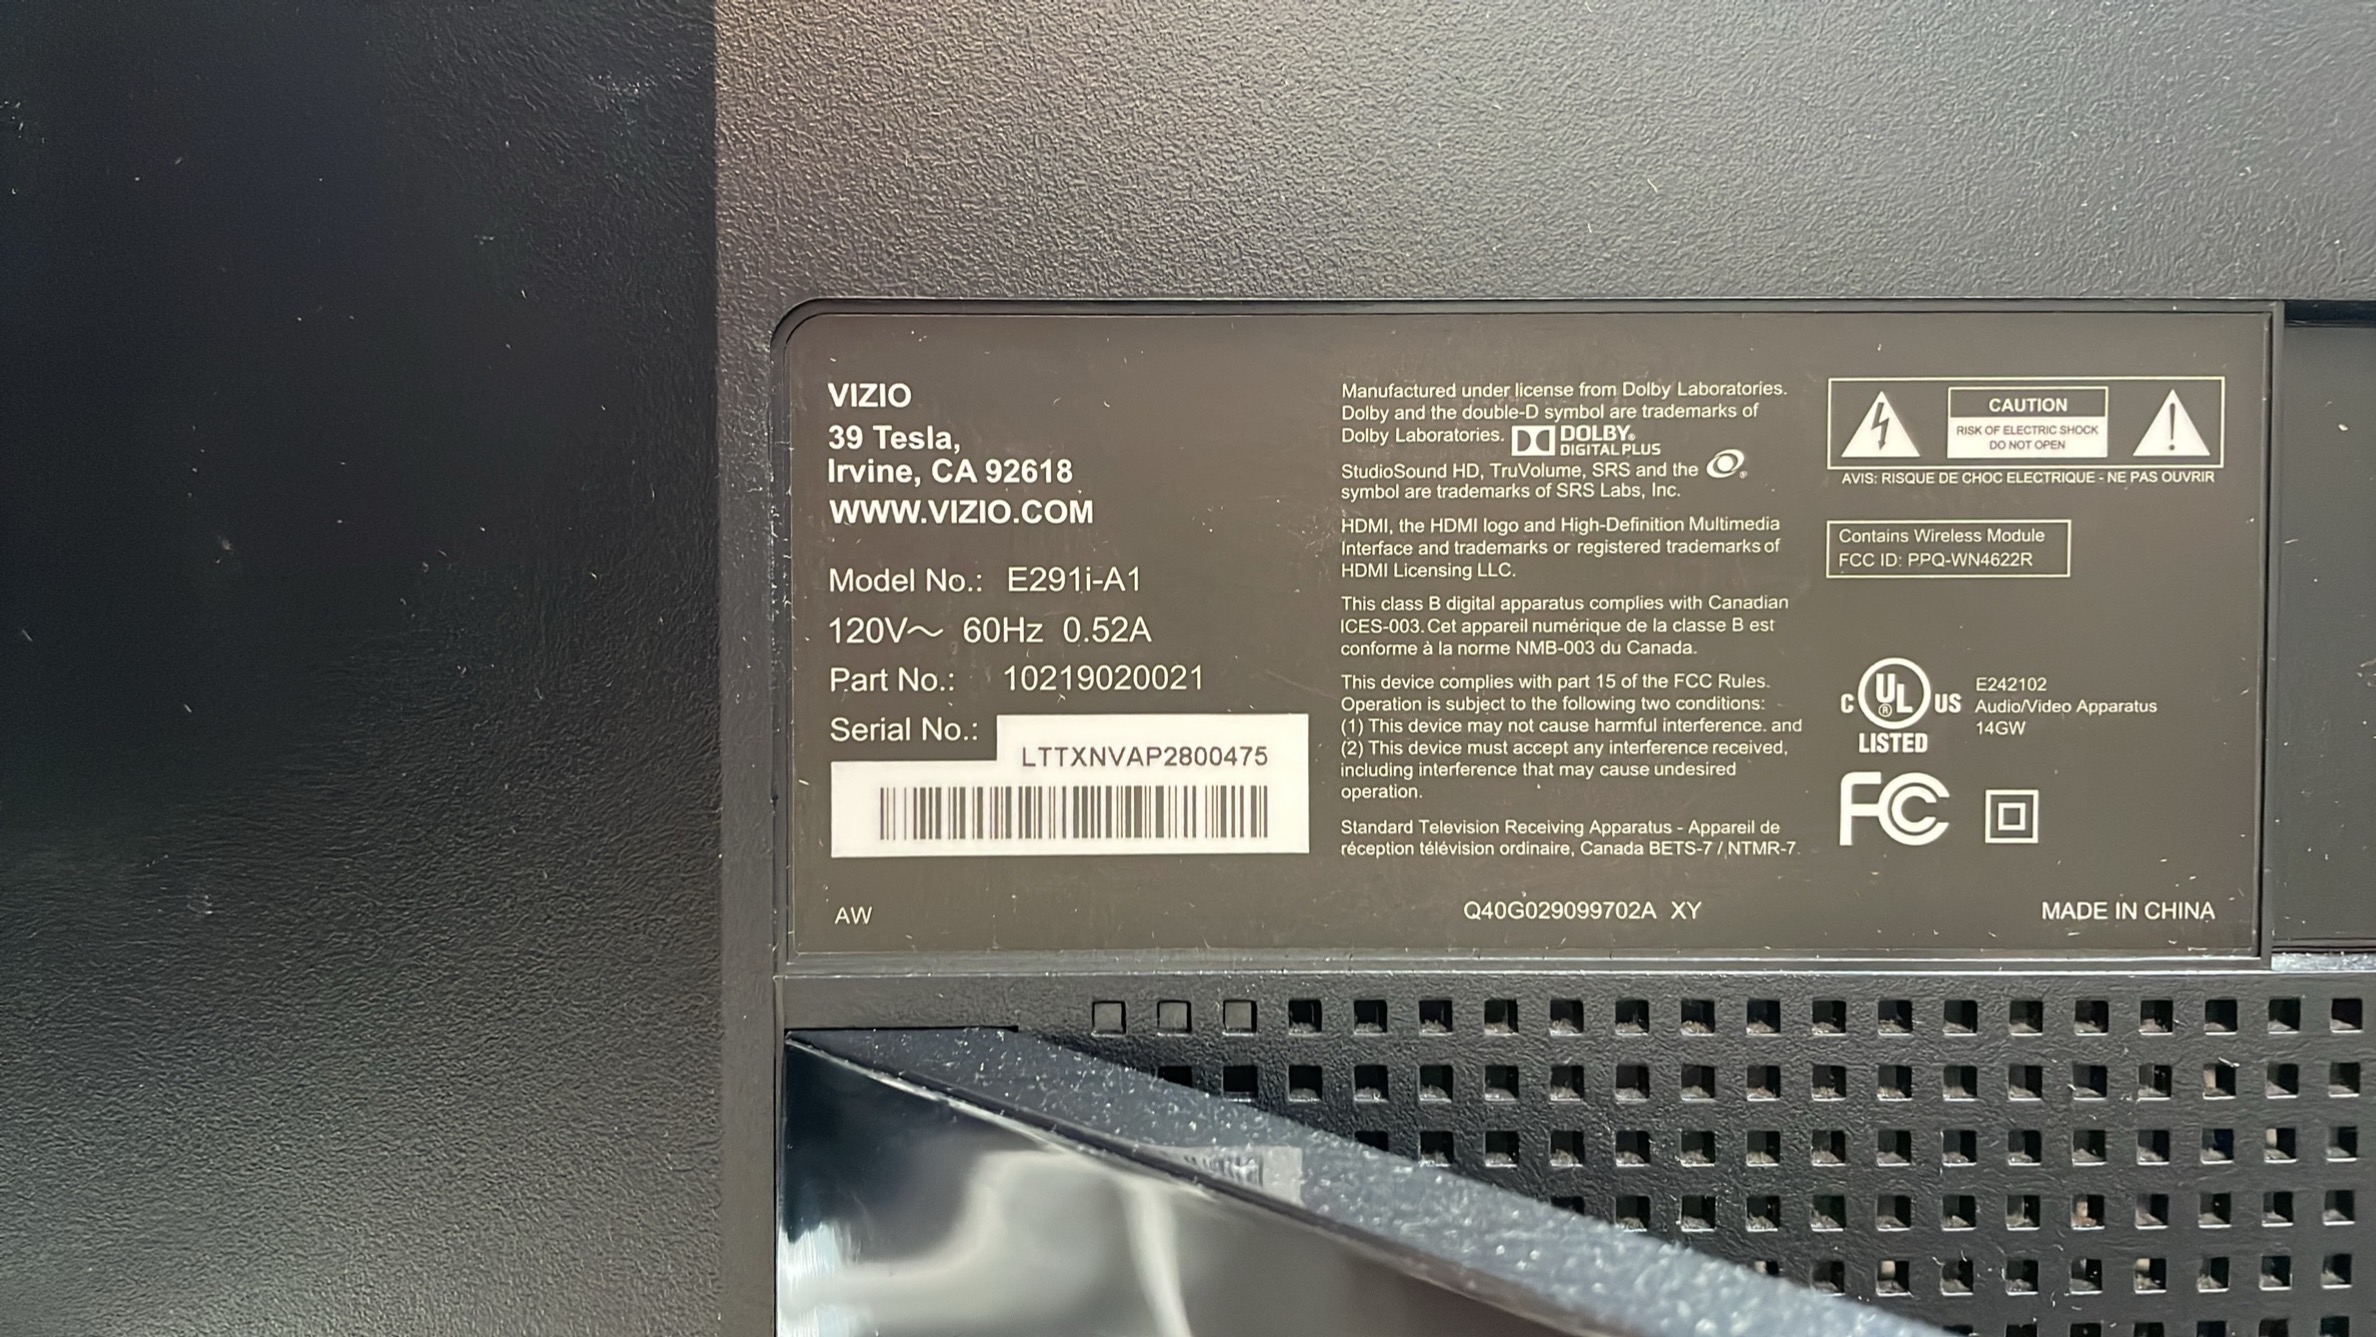 VIZIO
39 Tesla,
Irvine, CA 92618
WWW.VIZIO.COM
Model No.: E291i-A1
120V～ 60Hz 0.52A
Part No.: 10219020021
Serial No.:
LTTXNVAP2800475
AW
Manufactured under license from Dolby Laboratories.
Dolby and the double-D symbol are trademarks of
Dolby Laboratories. DOLBY®
DIGITAL PLUS
StudioSound HD, TruVolume, SRS and the ®
symbol are trademarks of SRS Labs, Inc.
HDMI, the HDMI logo and High-Definition Multimedia
Interface and trademarks or registered trademarks of
HDMI Licensing LLC.
This class B digital apparatus complies with Canadian
ICES-003. Cet appareil numérique de la classe B est
conforme à la norme NMB-003 du Canada.
This device complies with part 15 of the FCC Rules.
Operation is subject to the following two conditions:
(1) This device may not cause harmful interference. and
(2) This device must accept any interference received,
including interference that may cause undesired
operation.
Standard Television Receiving Apparatus - Appareil de
réception télévision ordinaire, Canada BETS-7 / NTMR-7.
Q40G029099702A XY
CAUTION
RISK OF ELECTRIC SHOCK
DO NOT OPEN
AVIS: RISQUE DE CHOC ELECTRIQUE - NE PAS OUVRIR
Contains Wireless Module
FCC ID: PPQ-WN4622R
C UL® US
LISTED
E242102
Audio/Video Apparatus
14GW
FC
MADE IN CHINA